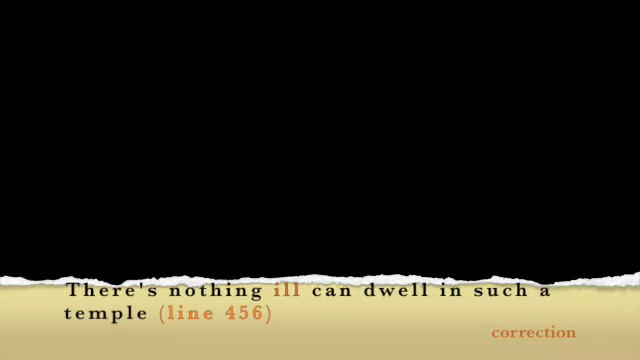 There's nothing ill can dwell in such a
temple (line 456)
correction